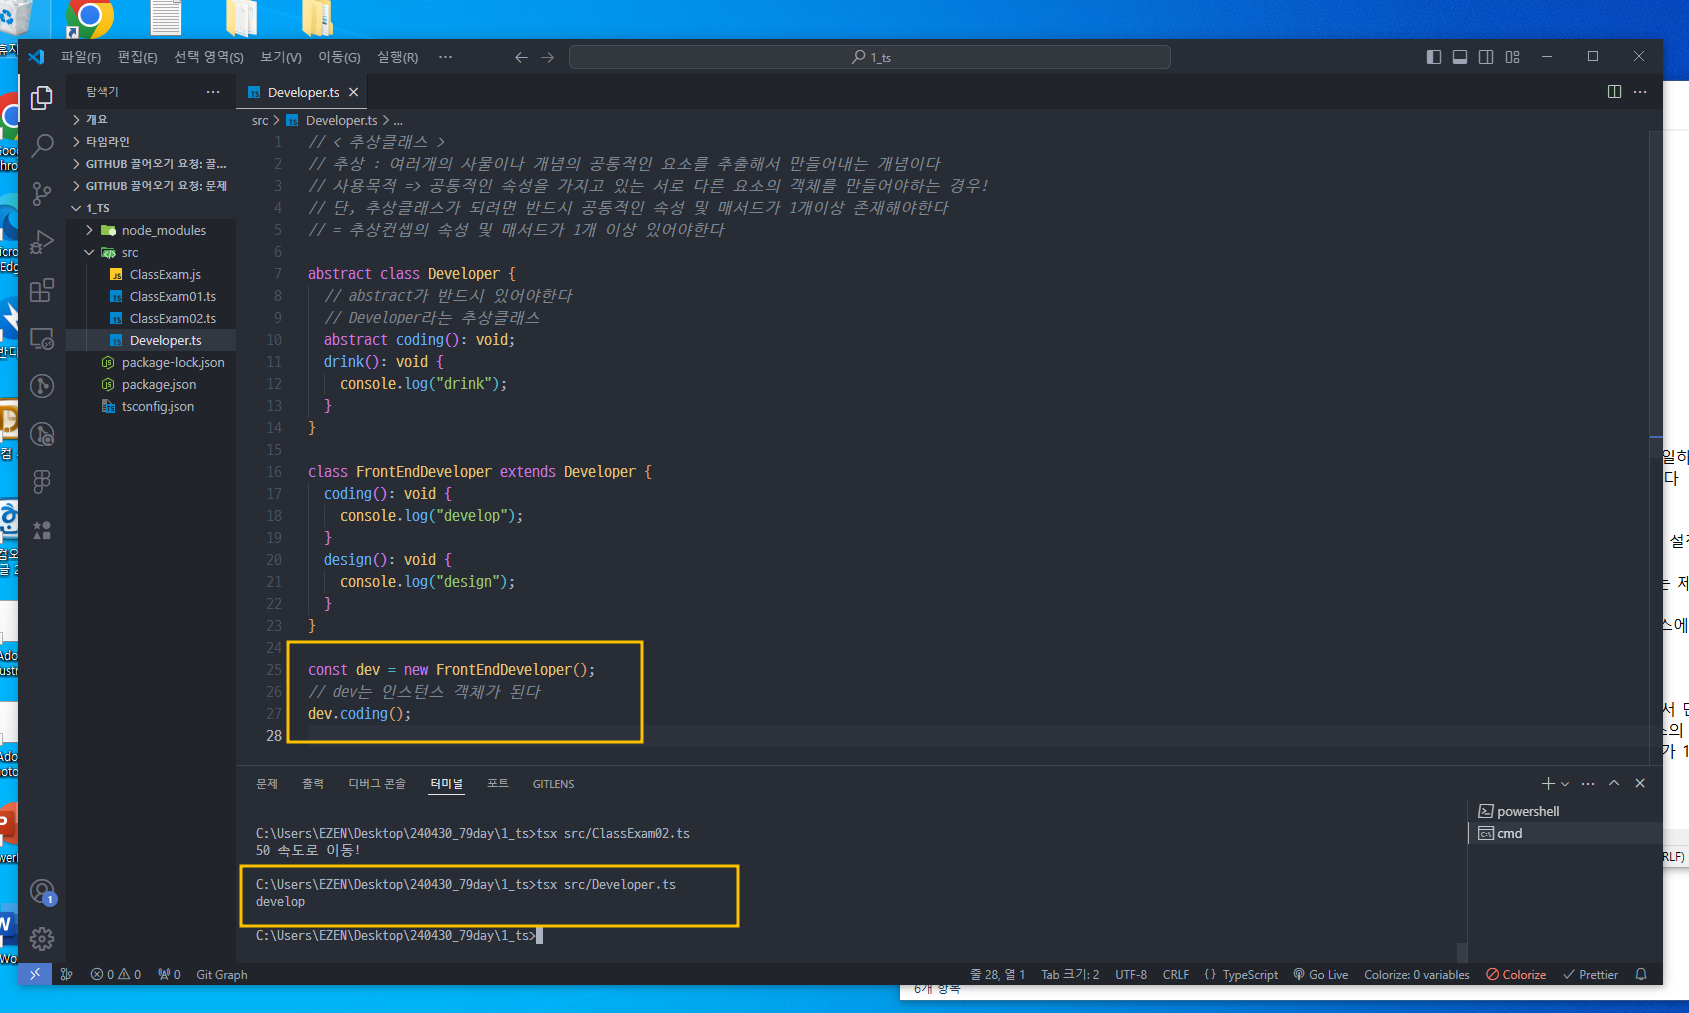 파일(F) 편집(E) 선택 영역(S) 보기(V) 이동(G) 실행(R) ··· 1_ts
탐색기 ···
Developer.ts
개요
타임라인
GITHUB 끌어오기 요청: 끌...
GITHUB 끌어오기 요청: 문제
1_TS
node_modules
src
ClassExam.js
ClassExam01.ts
ClassExam02.ts
Developer.ts
package-lock.json
package.json
tsconfig.json
src > Developer.ts > ...
1 // < 추상클래스 >
2 // 추상 : 여러개의 사물이나 개념의 공통적인 요소를 추출해서 만들어내는 개념이다
3 // 사용목적 => 공통적인 속성을 가지고 있는 서로 다른 요소의 객체를 만들어야하는 경우!
4 // 단, 추상클래스가 되려면 반드시 공통적인 속성 및 매서드가 1개이상 존재해야한다
5 // = 추상컨셉의 속성 및 매서드가 1개 이상 있어야한다
6
7 abstract class Developer {
8 // abstract가 반드시 있어야한다
9 // Developer라는 추상클래스
10 abstract coding(): void;
11 drink(): void {
12 console.log("drink");
13 }
14 }
15
16 class FrontEndDeveloper extends Developer {
17 coding(): void {
18 console.log("develop");
19 }
20 design(): void {
21 console.log("design");
22 }
23 }
24
25 const dev = new FrontEndDeveloper();
26 // dev는 인스턴스 객체가 된다
27 dev.coding();
28
문제 출력 디버그 콘솔 터미널 포트 GITLENS
powershell
cmd
C:\Users\EZEN\Desktop\240430_79day\1_ts>tsx src/ClassExam02.ts
50 속도로 이동!
C:\Users\EZEN\Desktop\240430_79day\1_ts>tsx src/Developer.ts
develop
C:\Users\EZEN\Desktop\240430_79day\1_ts>
1
0 0 0 Git Graph 줄 28, 열 1 Tab 크기: 2 UTF-8 CRLF {} TypeScript Go Live Colorize: 0 variables Colorize Prettier
6개 항목